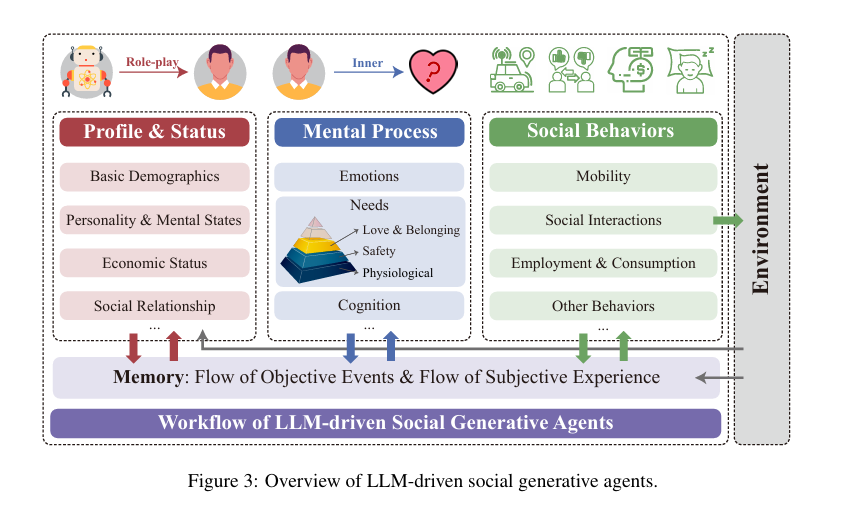 Role-play
Inner
?
$
z z
Profile & Status
Basic Demographics
Personality & Mental States
Economic Status
Social Relationship
...
Mental Process
Emotions
Needs
Love & Belonging
Safety
Physiological
Cognition
...
Social Behaviors
Mobility
Social Interactions
Employment & Consumption
Other Behaviors
...
Environment
Memory: Flow of Objective Events & Flow of Subjective Experience
Workflow of LLM-driven Social Generative Agents
Figure 3: Overview of LLM-driven social generative agents.